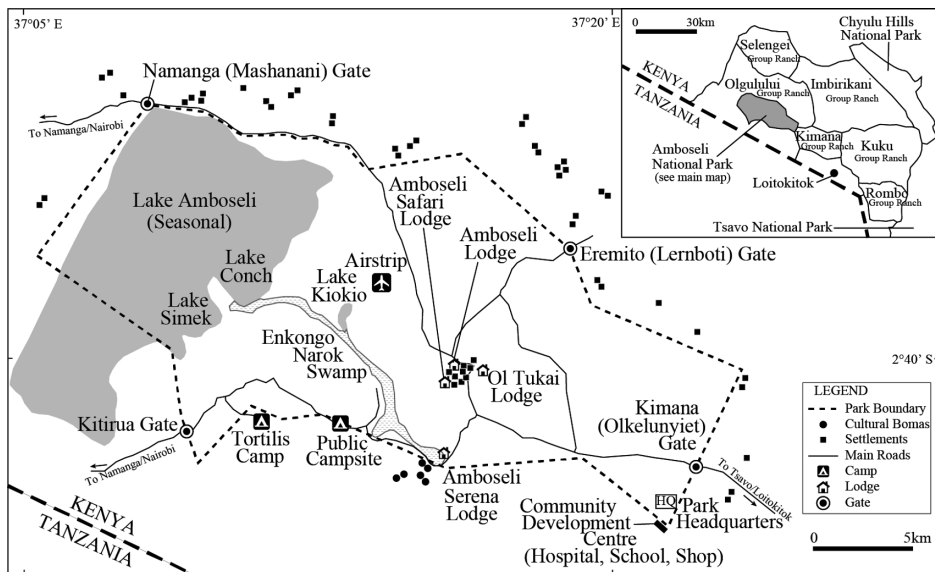 37°05’ E
37°20’ E
Namanga (Mashanani) Gate
To Namanga/Nairobi
Lake Amboseli
(Seasonal)
Lake
Conch
Lake
Simek
Airstrip
Lake
Kiokio
Enkongo
Narok
Swamp
Amboseli
Safari
Lodge
Amboseli
Lodge
Eremito (Lernboti) Gate
Ol Tukai
Lodge
2°40’ S
Kitirua Gate
To Namanga/Nairobi
Tortilis
Camp
Public
Campsite
Amboseli
Serena
Lodge
Kimana
(Olkelunyiet)
Gate
To Tsavo/Loitokitok
HQ
Park
Headquarters
Community
Development
Centre
(Hospital, School, Shop)
KENYA
TANZANIA
0 30km
Chyulu Hills
National Park
Selengei
Group Ranch
Olgululu
Group Ranch
Imbirikani
Group Ranch
KENYA
TANZANIA
Kimana
Group Ranch
Kuku
Group Ranch
Amboseli
National Park
(see main map)
Loitokitok
Rombo
Group Ranch
Tsavo National Park
LEGEND
Park Boundary
Cultural Bomas
Settlements
Main Roads
Camp
Lodge
Gate
0 5km